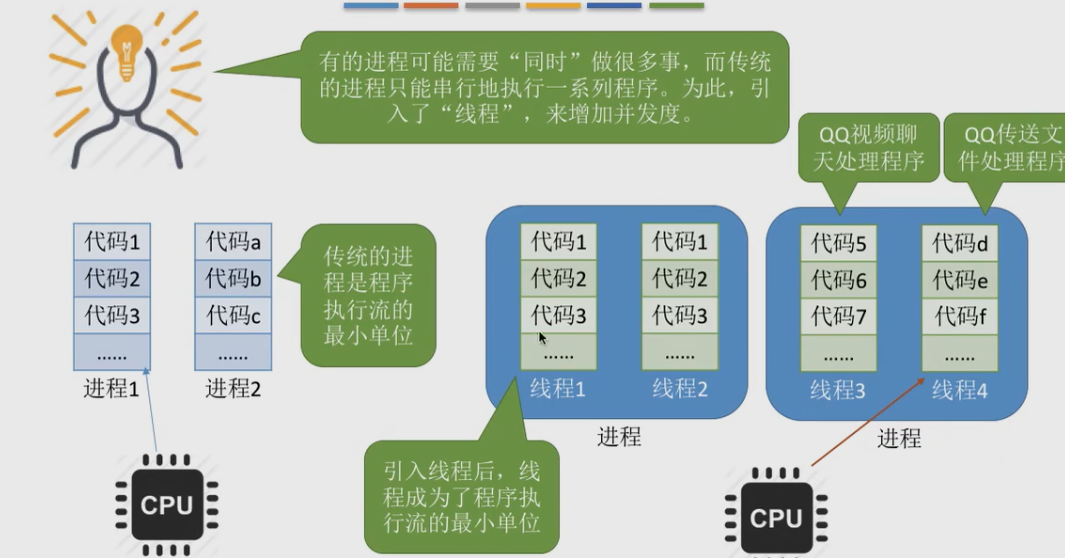 有的进程可能需要“同时”做很多事，而传统
的进程只能串行地执行一系列程序。为此，引
入了“线程”，来增加并发度。
QQ视频聊
天处理程序
QQ传送文
件处理程序
代码1
代码2
代码3
……
进程1
代码a
代码b
代码c
……
进程2
传统的进
程是程序
执行流的
最小单位
代码1
代码2
代码3
……
线程1
代码1
代码2
代码3
……
线程2
进程
代码5
代码6
代码7
……
线程3
代码d
代码e
代码f
……
线程4
进程
引入线程后，线
程成为了程序执
行流的最小单位
CPU
CPU